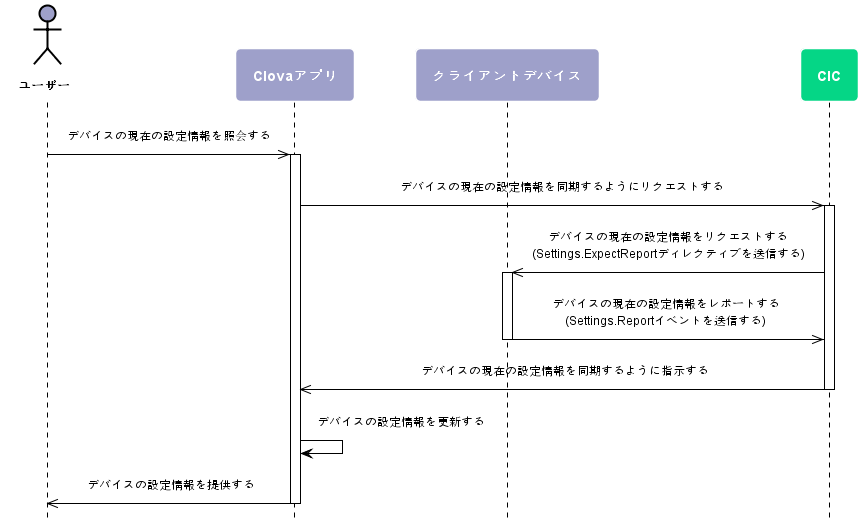 ユーザー
Clovaアプリ
クライアントデバイス
CIC
デバイスの現在の設定情報を照会する
デバイスの現在の設定情報を同期するようにリクエストする
デバイスの現在の設定情報をリクエストする
(Settings.ExpectReportディレクティブを送信する)
デバイスの現在の設定情報をレポートする
(Settings.Reportイベントを送信する)
デバイスの現在の設定情報を同期するように指示する
デバイスの設定情報を更新する
デバイスの設定情報を提供する